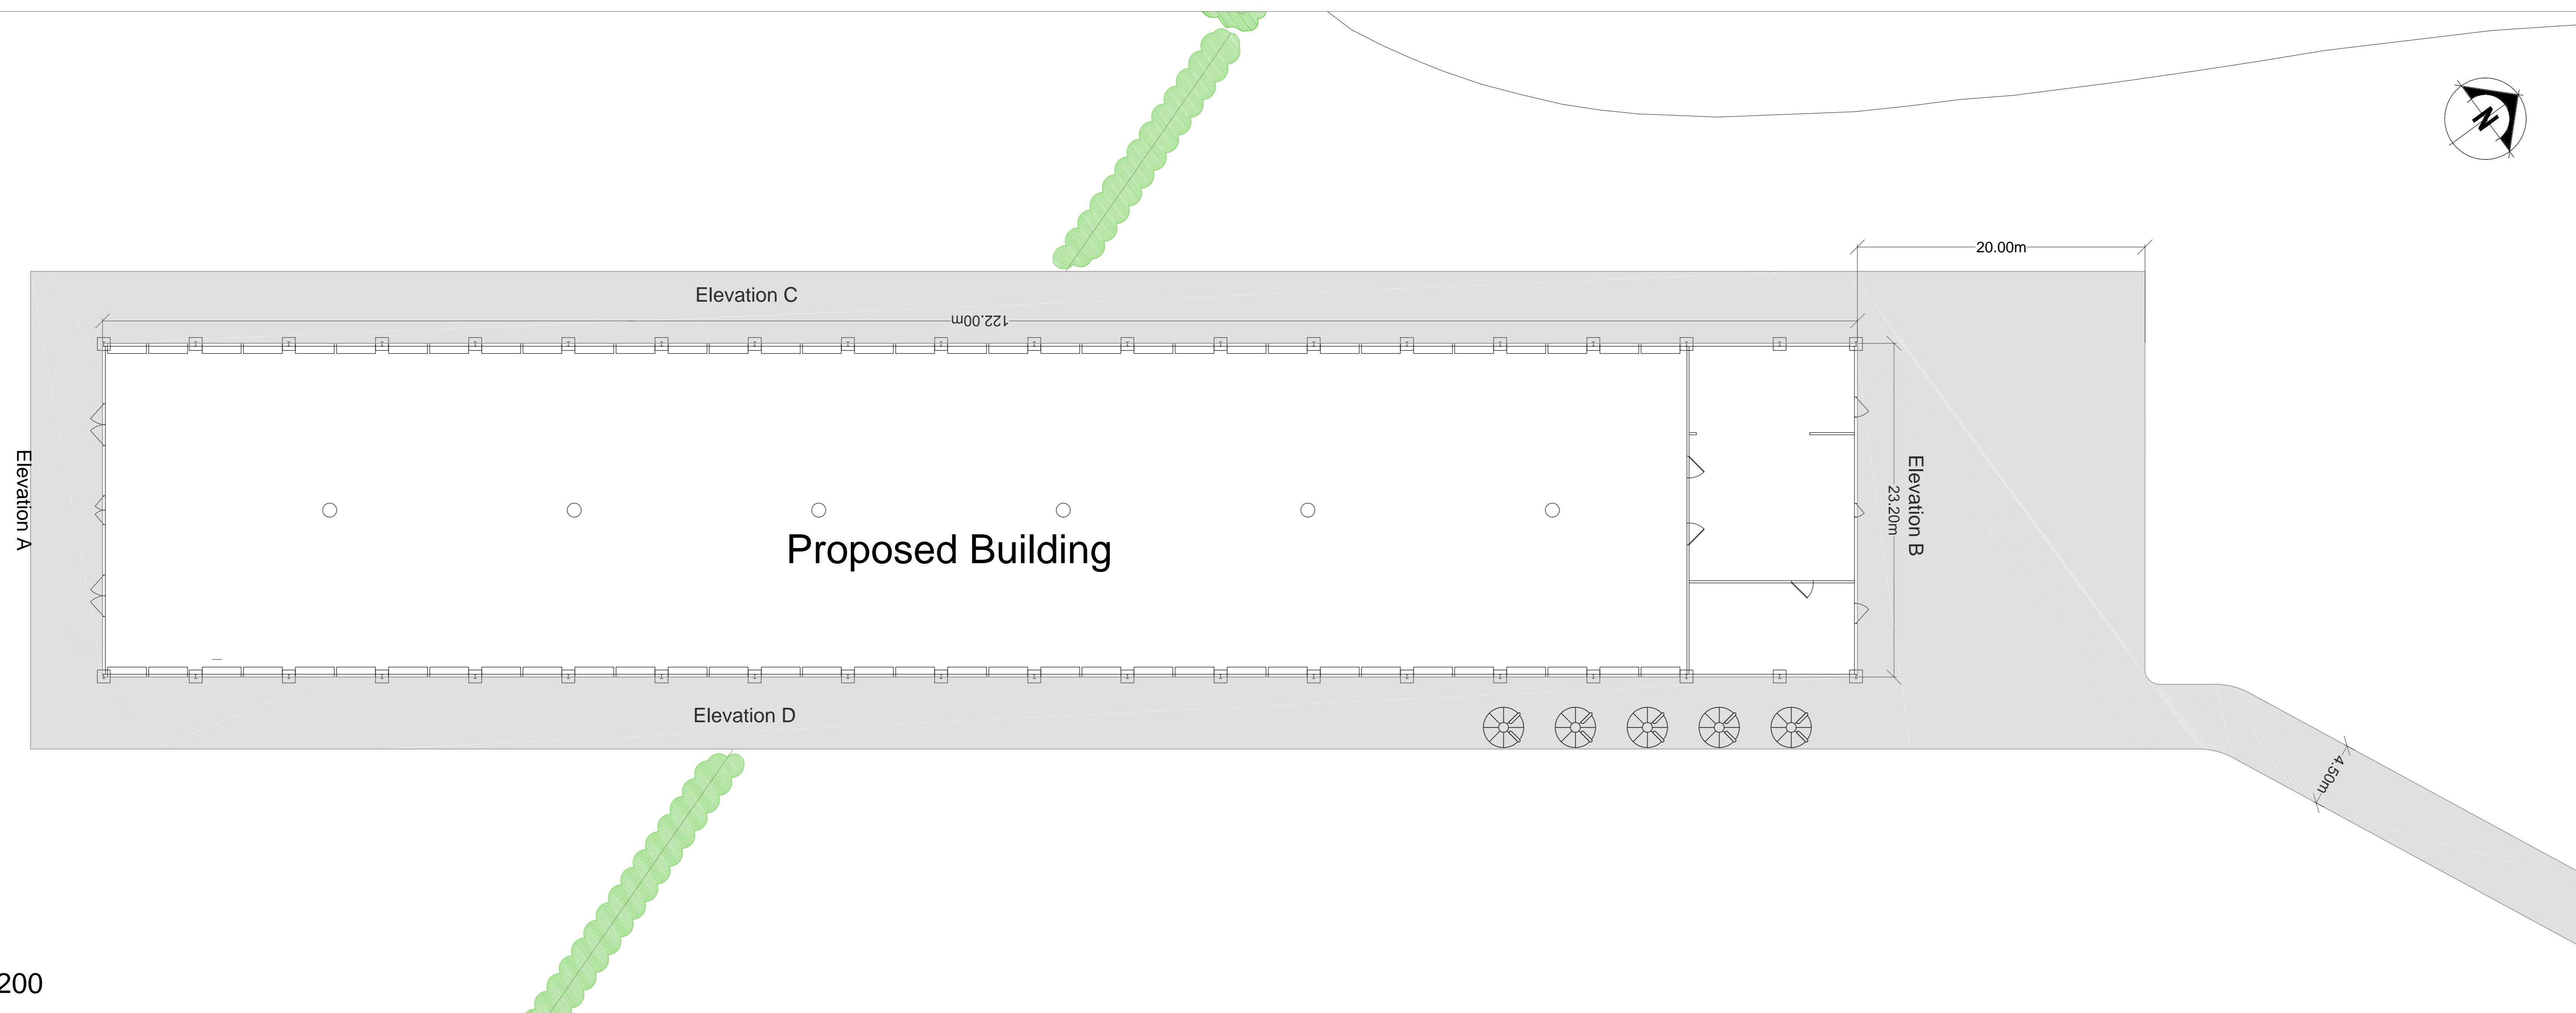 N
20.00m
Elevation C
122.00m
Elevation A
Elevation B
23.20m
Proposed Building
Elevation D
4.50m
200